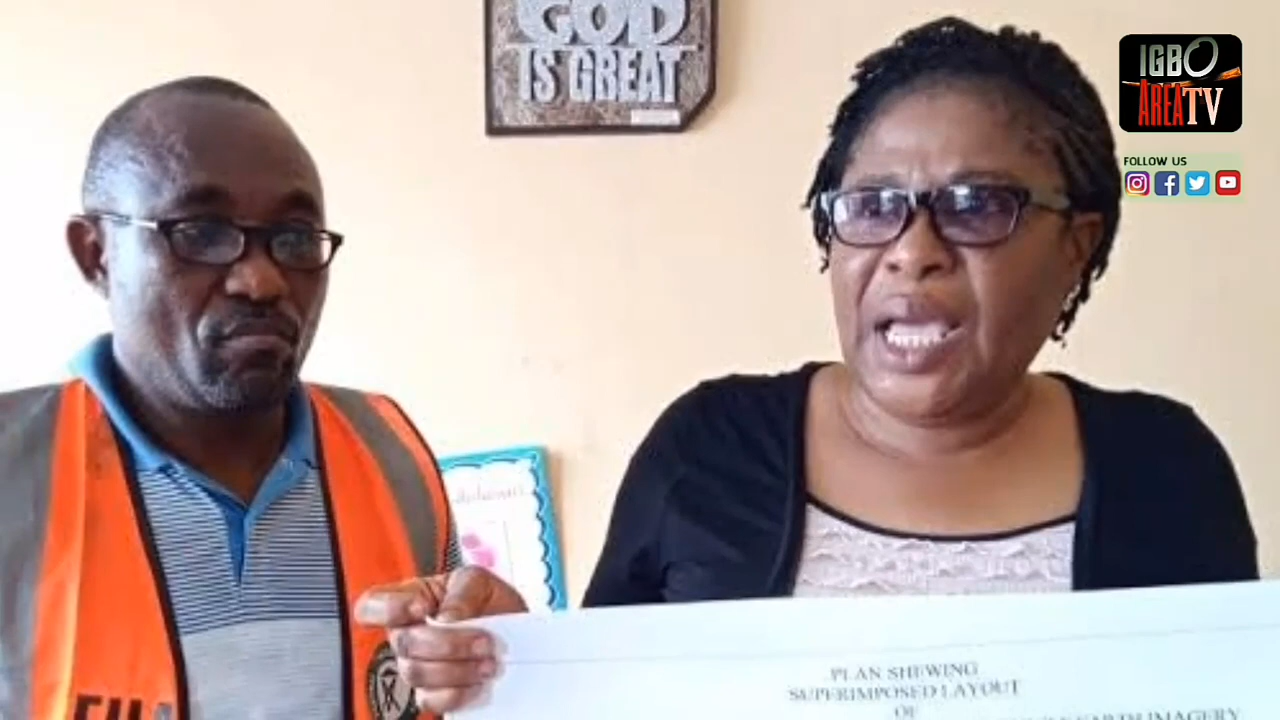 GOD
IS GREAT
IGBO
AREA TV
FOLLOW US
PLAN SHEWING
SUPERIMPOSED LAYOUT
OF
EARTH IMAGERY